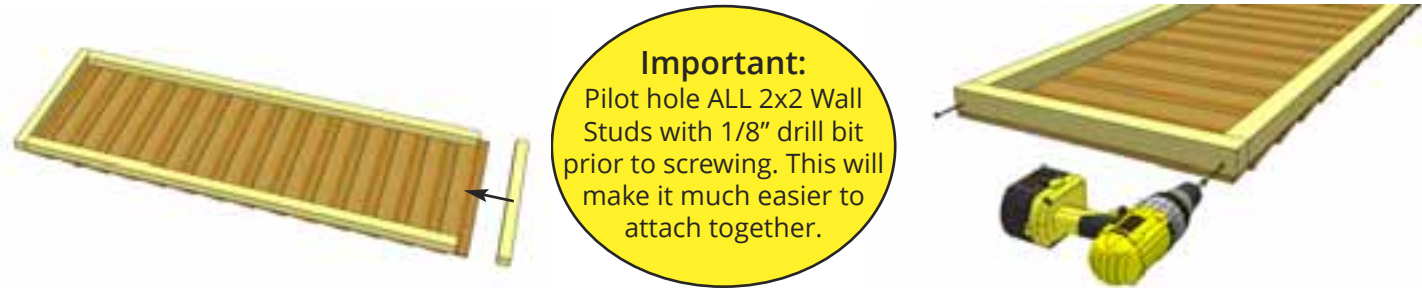 Important:
Pilot hole ALL 2x2 Wall
Studs with 1/8” drill bit
prior to screwing. This will
make it much easier to
attach together.